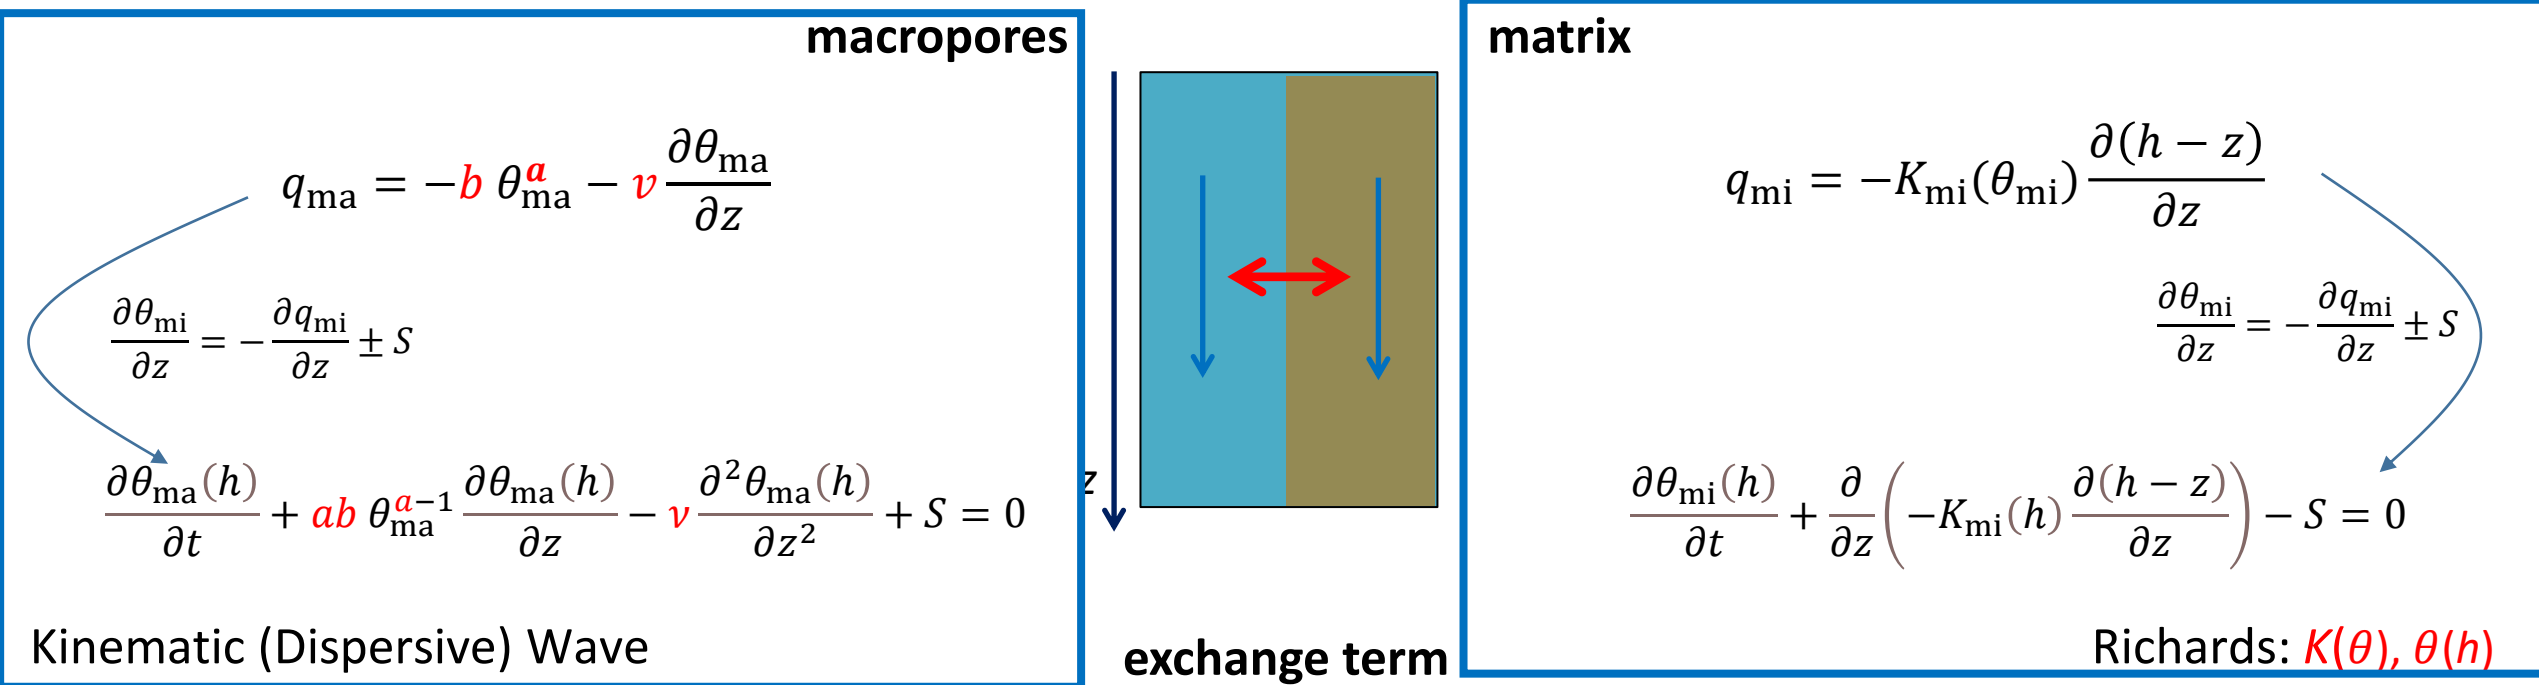 macropores
q_ma = −b θ_ma^a − v ∂θ_ma/∂z
∂θ_mi/∂z = − ∂q_mi/∂z ± S
∂θ_ma(h)/∂t + ab θ_ma^(a−1) ∂θ_ma(h)/∂z − ν ∂²θ_ma(h)/∂z² + S = 0
Kinematic (Dispersive) Wave
z
exchange term
matrix
q_mi = −K_mi(θ_mi) ∂(h − z)/∂z
∂θ_mi/∂z = − ∂q_mi/∂z ± S
∂θ_mi(h)/∂t + ∂/∂z (−K_mi(h) ∂(h − z)/∂z) − S = 0
Richards: K(θ), θ(h)